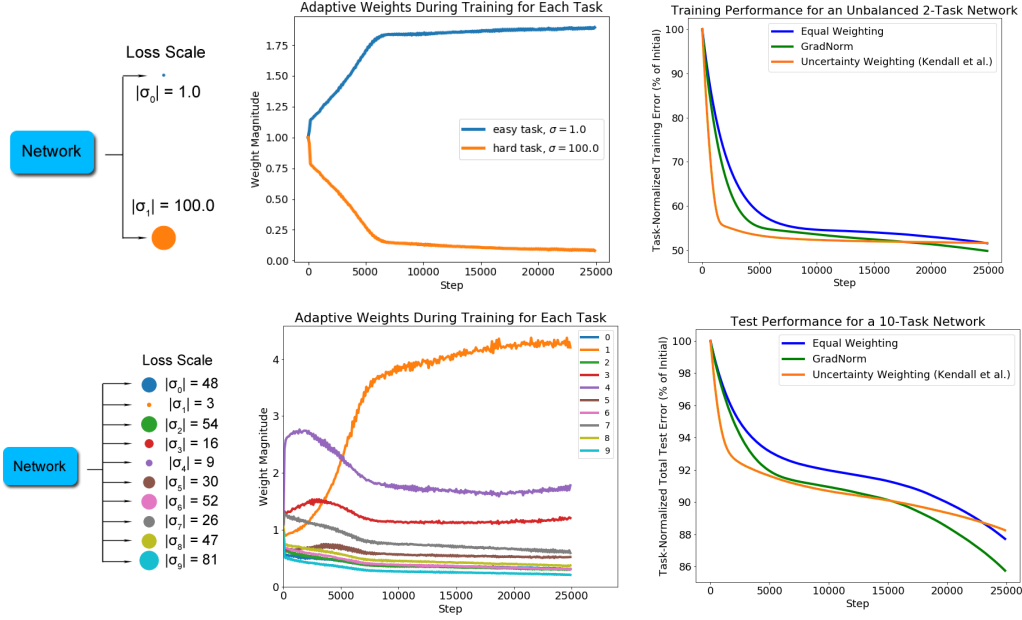 Loss Scale
|σ₀| = 1.0
Network
|σ₁| = 100.0
Adaptive Weights During Training for Each Task
Weight Magnitude
1.75
1.50
1.25
1.00
0.75
0.50
0.25
0.00
easy task, σ = 1.0
hard task, σ = 100.0
0
5000
10000
15000
20000
25000
Step
Training Performance for an Unbalanced 2-Task Network
Task-Normalized Training Error (% of Initial)
100
90
80
70
60
50
Equal Weighting
GradNorm
Uncertainty Weighting (Kendall et al.)
0
5000
10000
15000
20000
25000
Step
Loss Scale
|σ₀| = 48
|σ₁| = 3
|σ₂| = 54
|σ₃| = 16
|σ₄| = 9
|σ₅| = 30
|σ₆| = 52
|σ₇| = 26
|σ₈| = 47
|σ₉| = 81
Network
Adaptive Weights During Training for Each Task
Weight Magnitude
4
3
2
1
0
0
1
2
3
4
5
6
7
8
9
0
5000
10000
15000
20000
25000
Step
Test Performance for a 10-Task Network
Task-Normalized Total Test Error (% of Initial)
100
98
96
94
92
90
88
86
Equal Weighting
GradNorm
Uncertainty Weighting (Kendall et al.)
0
5000
10000
15000
20000
25000
Step